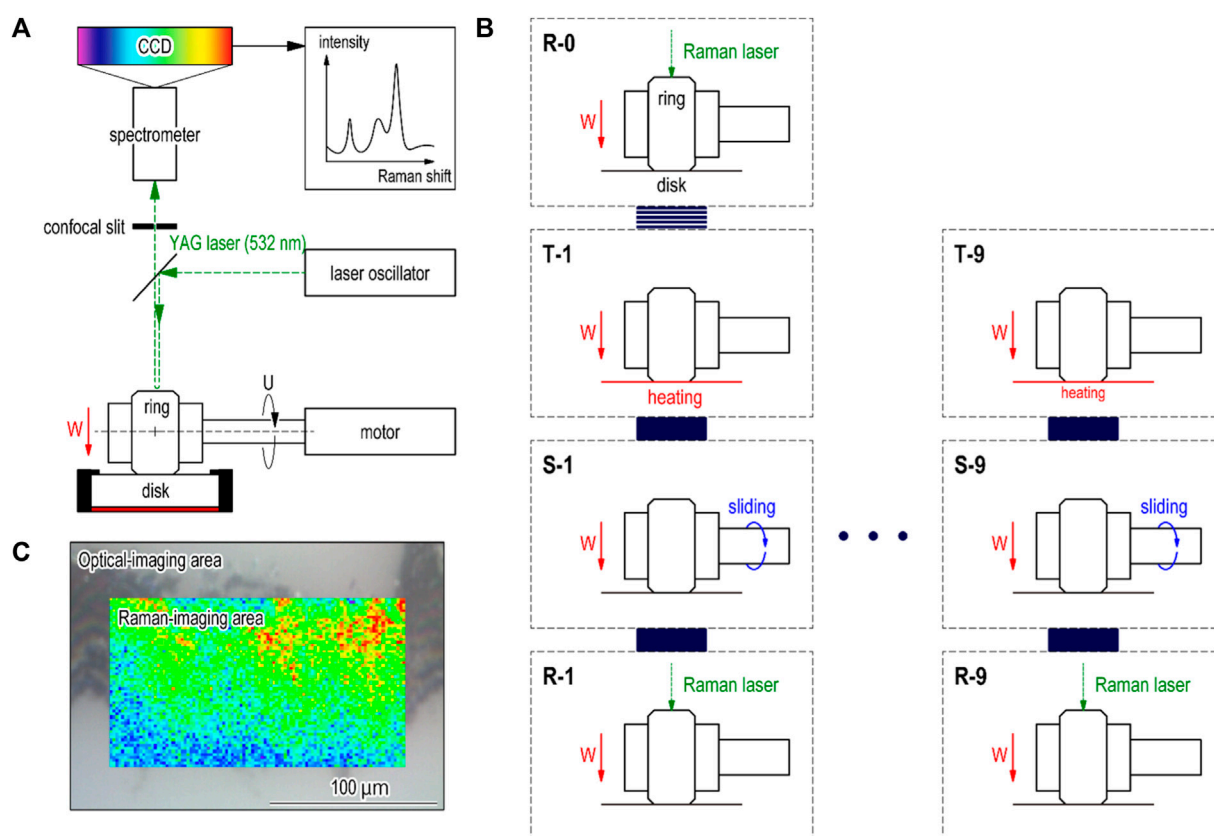 A
CCD
intensity
Raman shift
spectrometer
confocal slit
YAG laser (532 nm)
laser oscillator
U
ring
W
motor
disk
B
R-0
Raman laser
ring
W
disk
T-1
W
heating
T-9
W
heating
S-1
sliding
W
S-9
sliding
W
R-1
Raman laser
W
R-9
Raman laser
W
C
Optical-imaging area
Raman-imaging area
100 μm